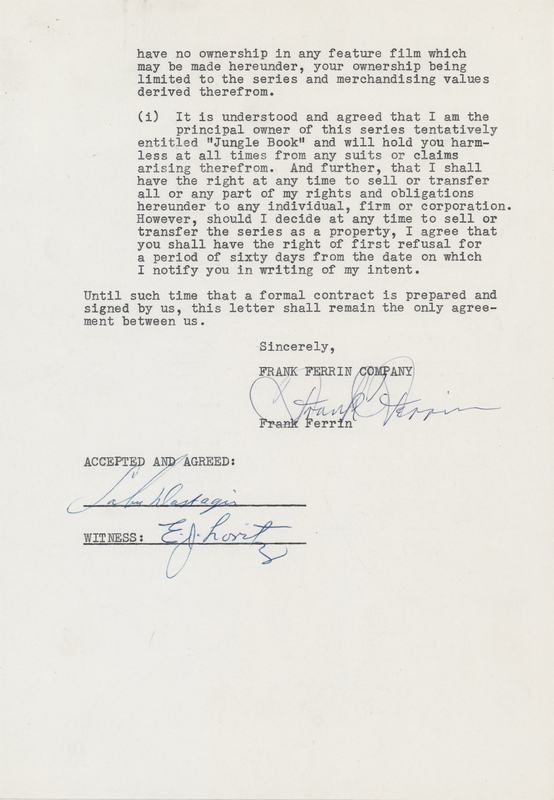 have no ownership in any feature film which
may be made hereunder, your ownership being
limited to the series and merchandising values
derived therefrom.
(i) It is understood and agreed that I am the
principal owner of this series tentatively
entitled "Jungle Book" and will hold you harm-
less at all times from any suits or claims
arising therefrom. And further, that I shall
have the right at any time to sell or transfer
all or any part of my rights and obligations
hereunder to any individual, firm or corporation.
However, should I decide at any time to sell or
transfer the series as a property, I agree that
you shall have the right of first refusal for
a period of sixty days from the date on which
I notify you in writing of my intent.
Until such time that a formal contract is prepared and
signed by us, this letter shall remain the only agree-
ment between us.
Sincerely,
FRANK FERRIN COMPANY
Frank Ferrin
Frank Ferrin
ACCEPTED AND AGREED:
Sabu Dastagir
WITNESS: E.J. Lovitz